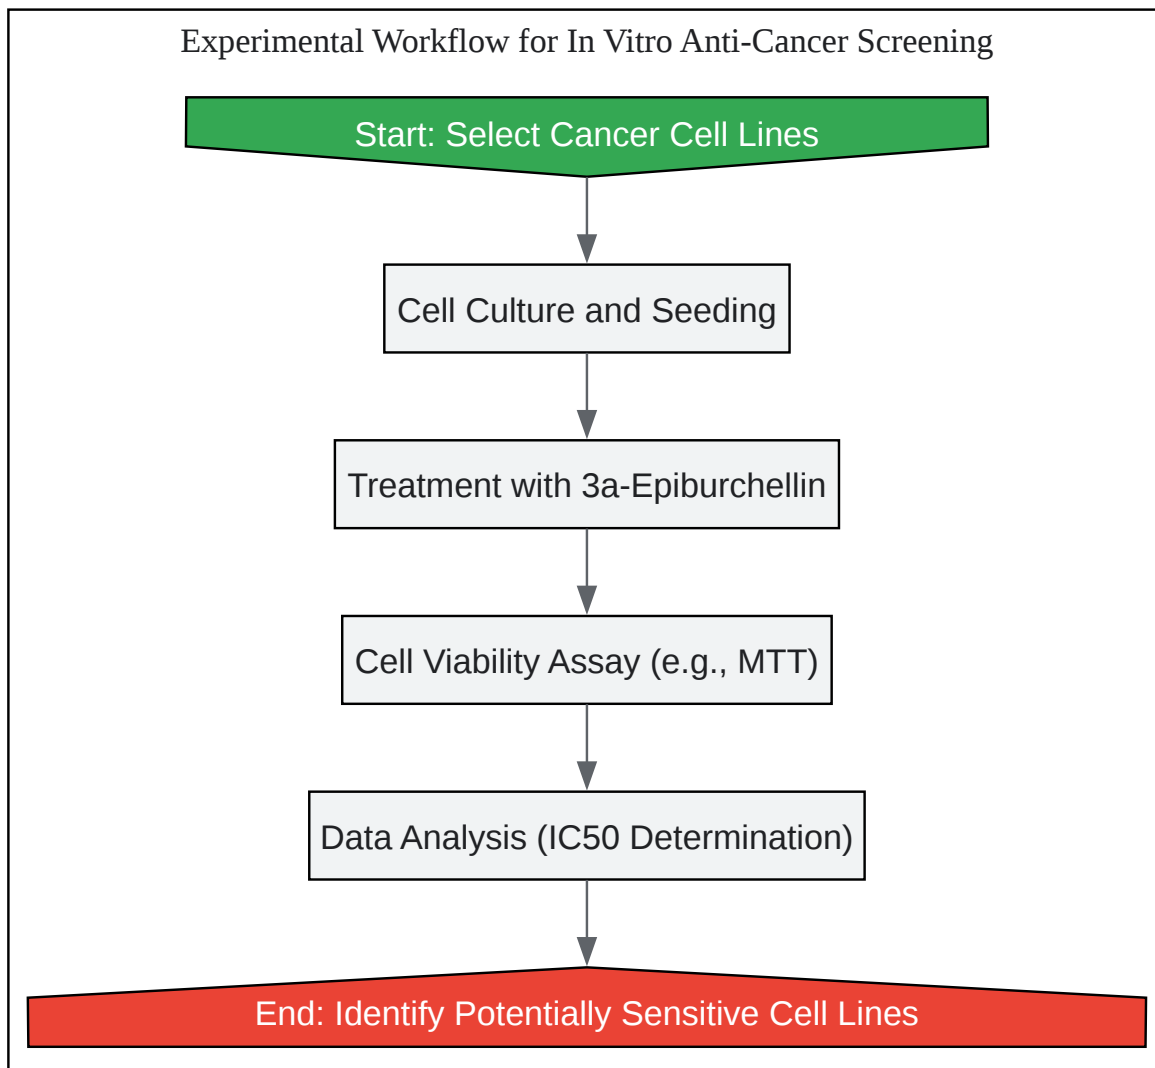 Experimental Workflow for In Vitro Anti-Cancer Screening
Start: Select Cancer Cell Lines
Cell Culture and Seeding
Treatment with 3a-Epiburchellin
Cell Viability Assay (e.g., MTT)
Data Analysis (IC50 Determination)
End: Identify Potentially Sensitive Cell Lines